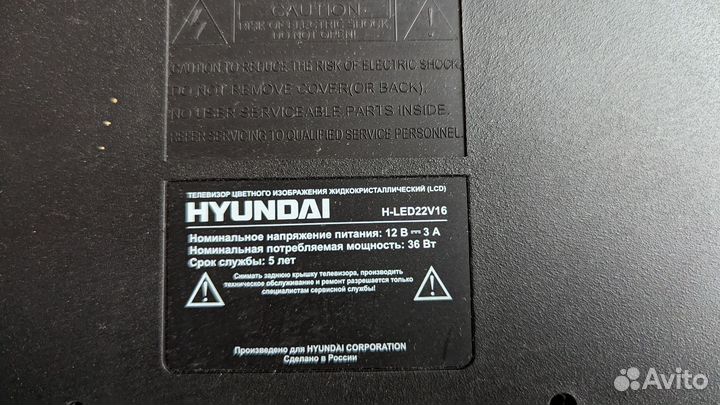 CAUTION
RISK OF ELECTRIC SHOCK
DO NOT OPEN!
CAUTION TO REDUCE THE RISK OF ELECTRIC SHOCK,
DO NOT REMOVE COVER(OR BACK).
NO USER SERVICEABLE PARTS INSIDE.
REFER SERVICING TO QUALIFIED SERVICE PERSONNEL.
ТЕЛЕВИЗОР ЦВЕТНОГО ИЗОБРАЖЕНИЯ ЖИДКОКРИСТАЛЛИЧЕСКИЙ (LCD)
HYUNDAI H-LED22V16
Номинальное напряжение питания: 12 В ⎓ 3 А
Номинальная потребляемая мощность: 36 Вт
Срок службы: 5 лет
Снимать заднюю крышку телевизора, производить
техническое обслуживание и ремонт разрешается только
специалистам сервисной службы!
Произведено для HYUNDAI CORPORATION
Сделано в России
Avito